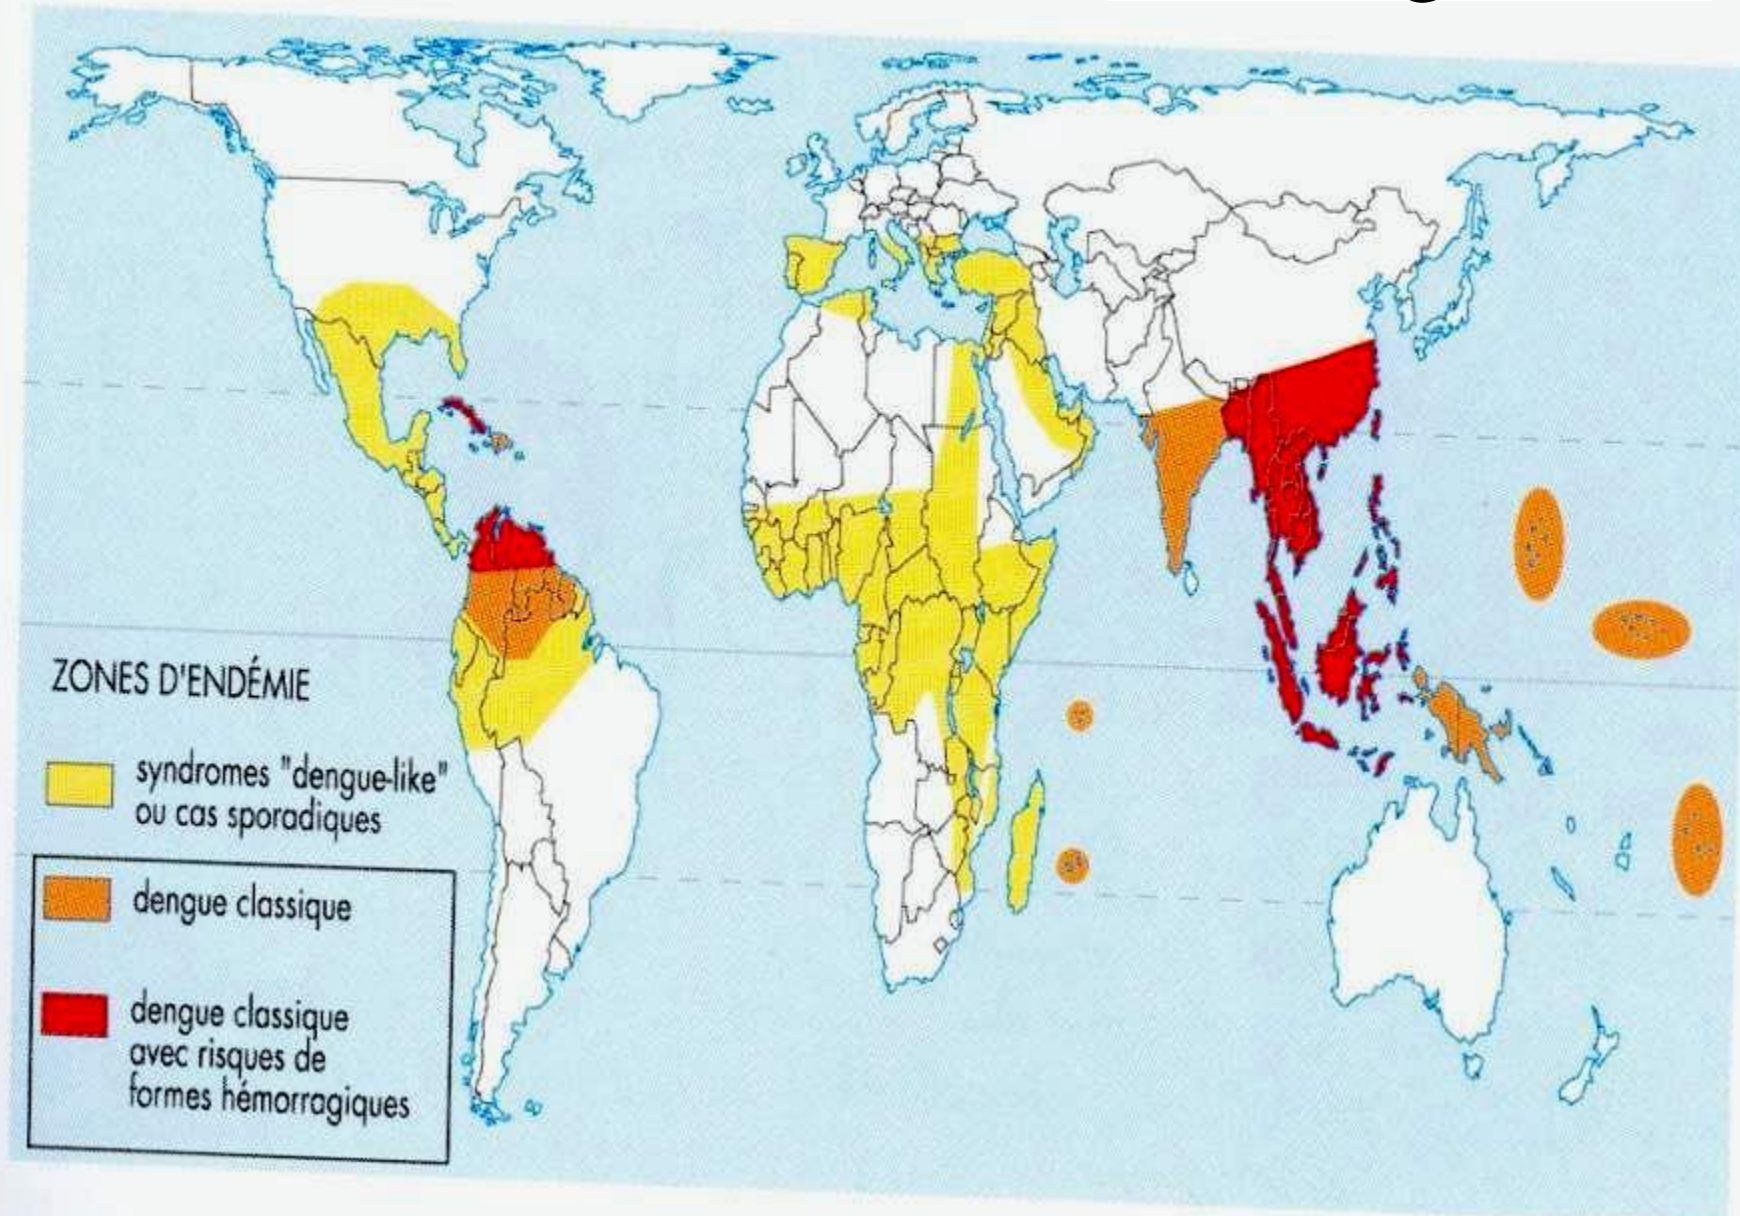 ZONES D'ENDÉMIE
syndromes "dengue-like"
ou cas sporadiques
dengue classique
dengue classique
avec risques de
formes hémorragiques